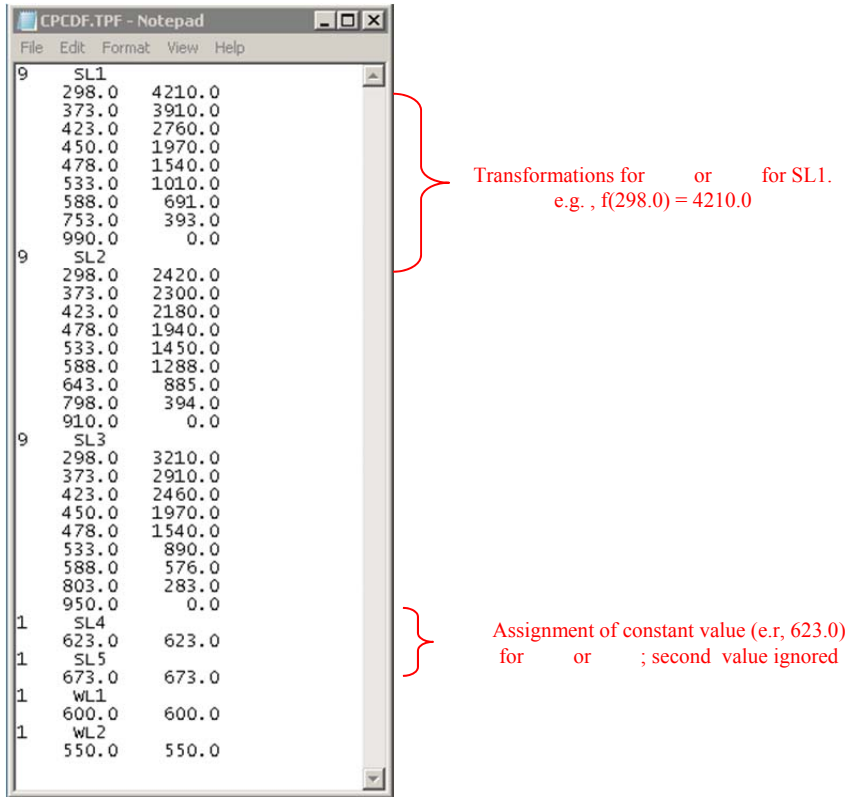 CPCDF.TPF - Notepad
File Edit Format View Help
9 SL1
298.0 4210.0
373.0 3910.0
423.0 2760.0
450.0 1970.0
478.0 1540.0
533.0 1010.0
588.0 691.0
753.0 393.0
990.0 0.0
9 SL2
298.0 2420.0
373.0 2300.0
423.0 2180.0
478.0 1940.0
533.0 1450.0
588.0 1288.0
643.0 885.0
798.0 394.0
910.0 0.0
9 SL3
298.0 3210.0
373.0 2910.0
423.0 2460.0
450.0 1970.0
478.0 1540.0
533.0 890.0
588.0 576.0
803.0 283.0
950.0 0.0
1 SL4
623.0 623.0
1 SL5
673.0 673.0
1 WL1
600.0 600.0
1 WL2
550.0 550.0
Transformations for or for SL1.
e.g. , f(298.0) = 4210.0
Assignment of constant value (e.r, 623.0)
for or ; second value ignored